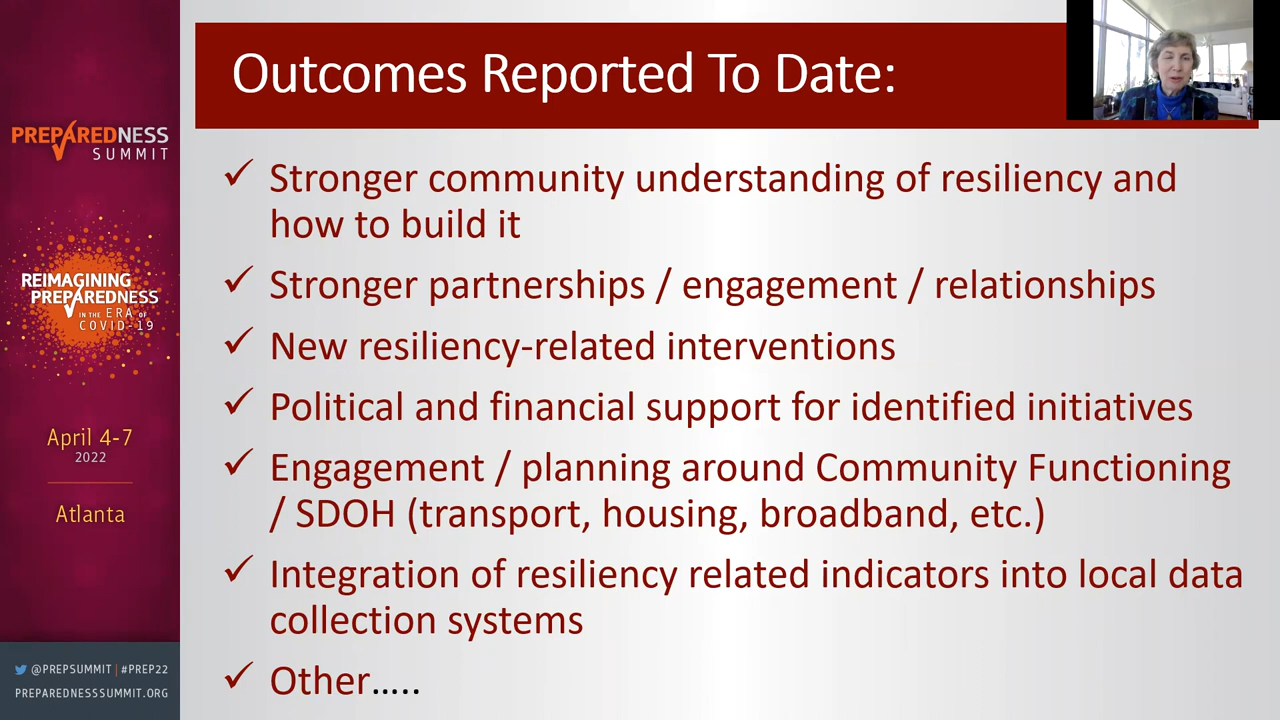 PREPAREDNESS
SUMMIT
REIMAGINING
PREPAREDNESS
IN THE ERA OF
COVID-19
April 4-7
2022
Atlanta
@PREPSUMMIT | #PREP22
PREPAREDNESSSUMMIT.ORG
Outcomes Reported To Date:
✓ Stronger community understanding of resiliency and
how to build it
✓ Stronger partnerships / engagement / relationships
✓ New resiliency-related interventions
✓ Political and financial support for identified initiatives
✓ Engagement / planning around Community Functioning
/ SDOH (transport, housing, broadband, etc.)
✓ Integration of resiliency related indicators into local data
collection systems
✓ Other…..